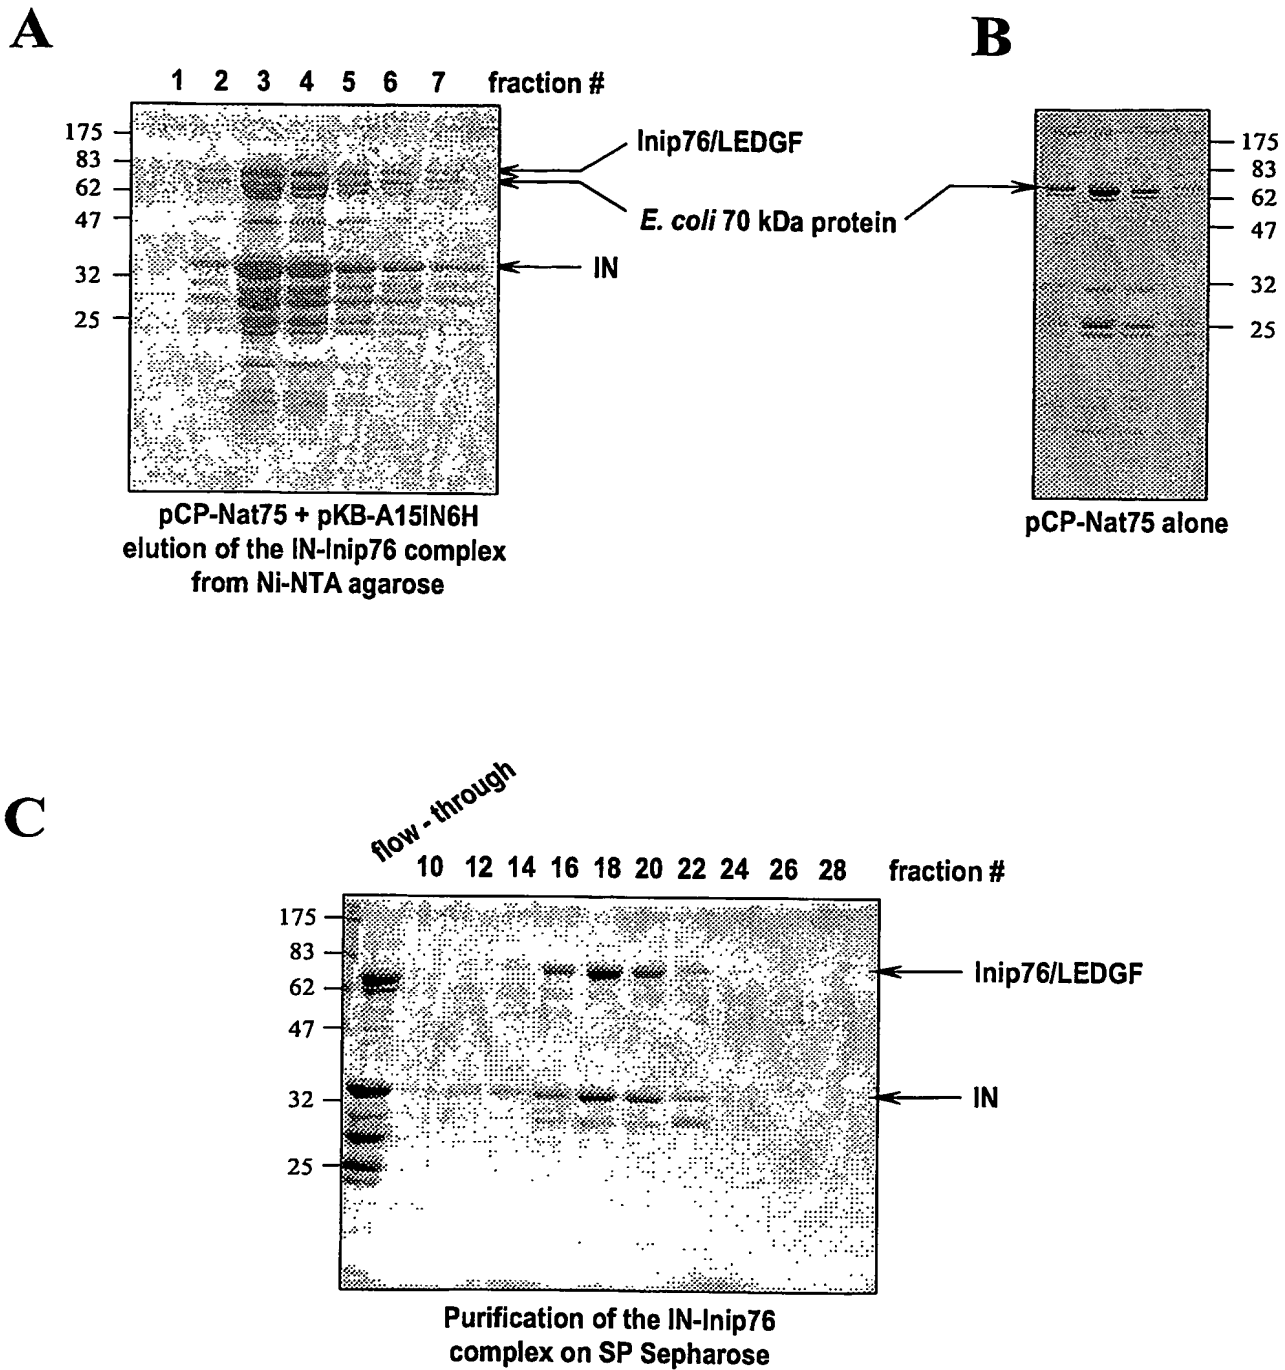 A
B
1 2 3 4 5 6 7 fraction #
175
83
62
47
32
25
Inip76/LEDGF
E. coli 70 kDa protein
IN
175
83
62
47
32
25
pCP-Nat75 + pKB-A15IN6H
elution of the IN-Inip76 complex
from Ni-NTA agarose
pCP-Nat75 alone
C
flow - through
10 12 14 16 18 20 22 24 26 28 fraction #
175
83
62
47
32
25
Inip76/LEDGF
IN
Purification of the IN-Inip76
complex on SP Sepharose